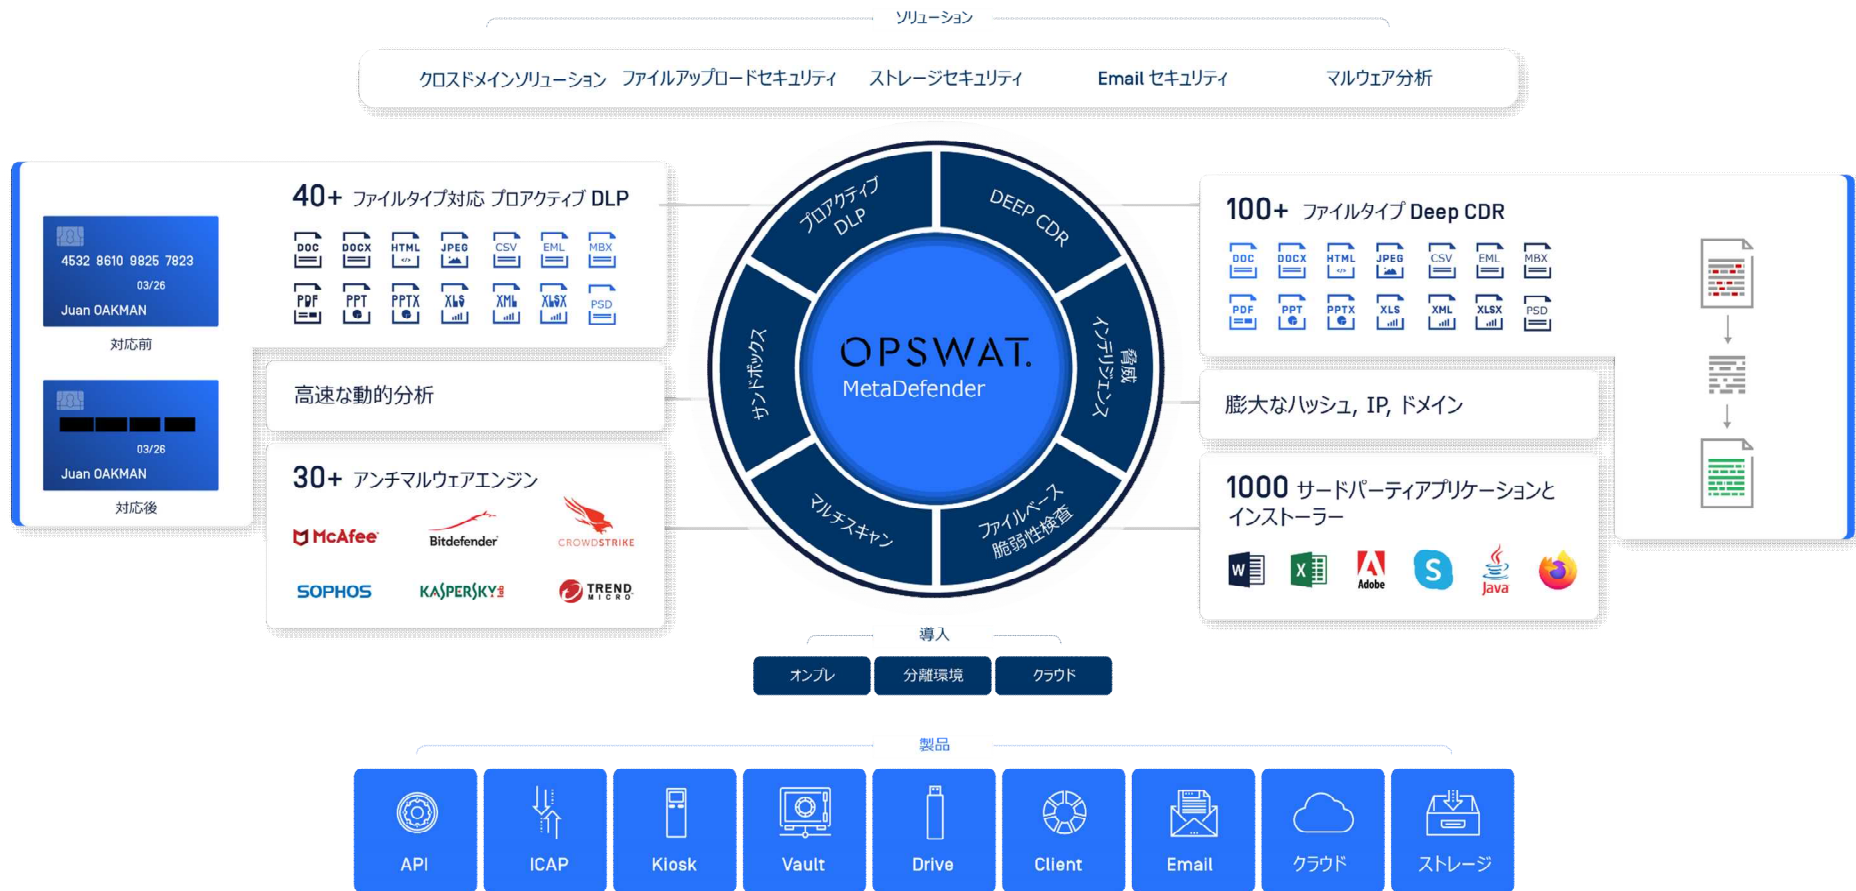 ソリューション
クロスドメインソリューション ファイルアップロードセキュリティ ストレージセキュリティ Email セキュリティ マルウェア分析
4532 8610 9825 7823
03/26
Juan OAKMAN
対応前
03/26
Juan OAKMAN
対応後
40+ ファイルタイプ対応 プロアクティブ DLP
DOC DOCX HTML JPEG CSV EML MBX
PDF PPT PPTX XLS XML XLSX PSD
高速な動的分析
30+ アンチマルウェアエンジン
McAfee Bitdefender CROWDSTRIKE
SOPHOS KASPERSKY lab TREND MICRO
プロアクティブ
DLP
DEEP CDR
サンドボックス
脅威
インテリジェンス
マルチスキャン
ファイルベース
脆弱性検査
OPSWAT.
MetaDefender
100+ ファイルタイプ Deep CDR
DOC DOCX HTML JPEG CSV EML MBX
PDF PPT PPTX XLS XML XLSX PSD
膨大なハッシュ, IP, ドメイン
1000 サードパーティアプリケーションと
インストーラー
W X Adobe S Java
導入
オンプレ 分離環境 クラウド
製品
API ICAP Kiosk Vault Drive Client Email クラウド ストレージ